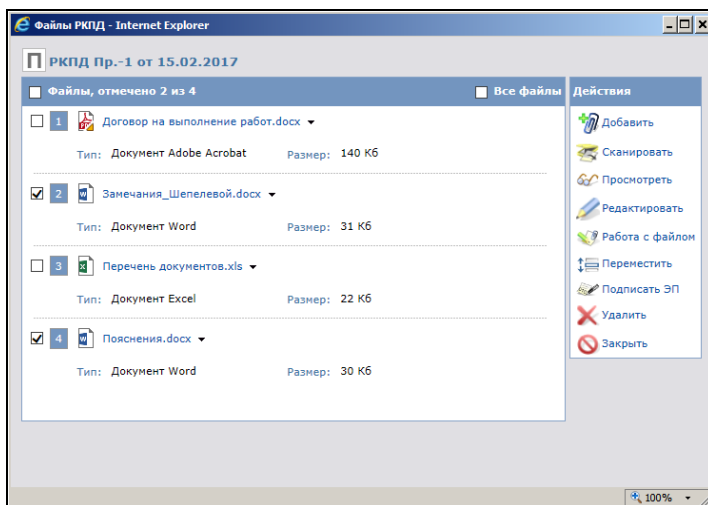 Файлы РКПД - Internet Explorer
П РКПД Пр.-1 от 15.02.2017
Файлы, отмечено 2 из 4 Все файлы
1 Договор на выполнение работ.docx
Тип: Документ Adobe Acrobat Размер: 140 Кб
2 Замечания_Шепелевой.docx
Тип: Документ Word Размер: 31 Кб
3 Перечень документов.xls
Тип: Документ Excel Размер: 22 Кб
4 Пояснения.docx
Тип: Документ Word Размер: 30 Кб
Действия
Добавить
Сканировать
Просмотреть
Редактировать
Работа с файлом
Переместить
Подписать ЭП
Удалить
Закрыть
100%